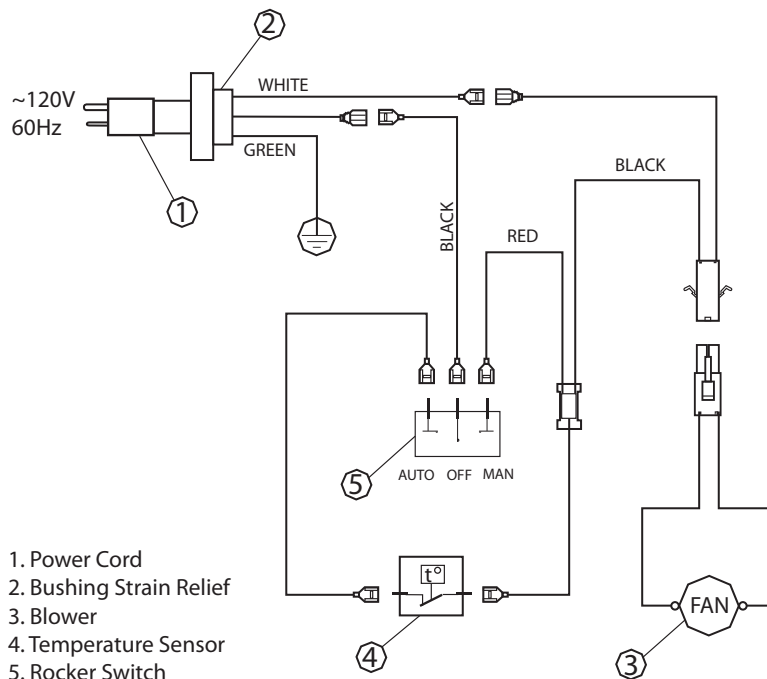 2
WHITE
~120V
60Hz
GREEN
1
BLACK
BLACK
RED
AUTO OFF MAN
5
t°
4
FAN
3
1. Power Cord
2. Bushing Strain Relief
3. Blower
4. Temperature Sensor
5. Rocker Switch